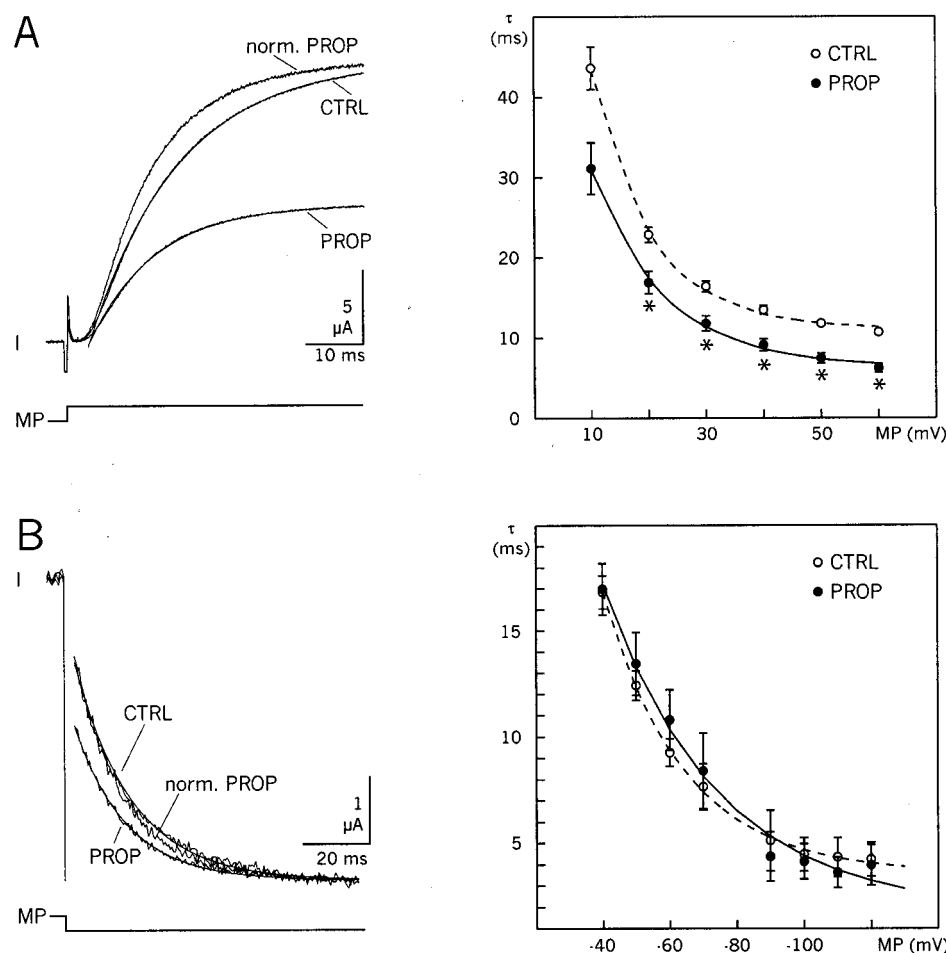 A
norm. PROP
CTRL
PROP
5
µA
10 ms
I
MP
τ
(ms)
CTRL
PROP
40
30
20
10
0
* * * * *
10 30 50 MP (mV)
B
I
CTRL
norm. PROP
PROP
1
µA
20 ms
MP
τ
(ms)
CTRL
PROP
15
10
5
-40 -60 -80 -100 MP (mV)